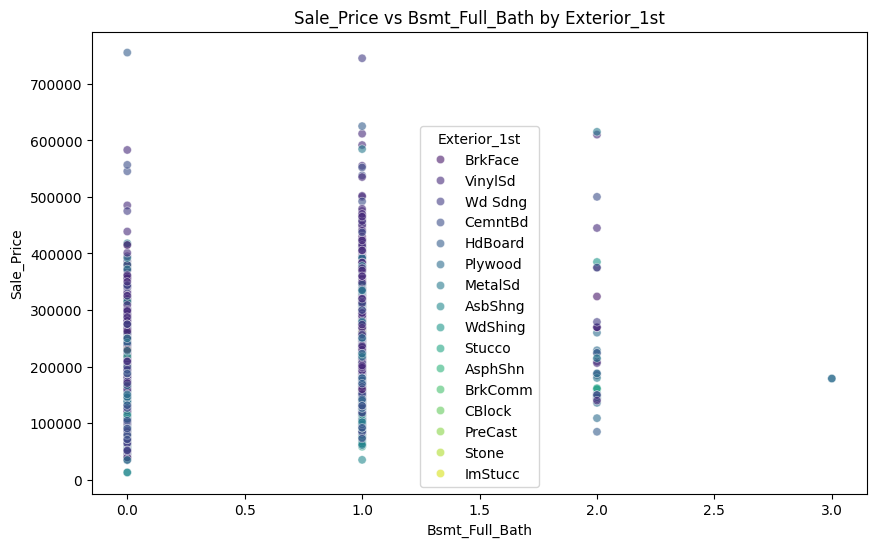 Sale_Price vs Bsmt_Full_Bath by Exterior_1st
Sale_Price
700000
600000
500000
400000
300000
200000
100000
0
Exterior_1st
BrkFace
VinylSd
Wd Sdng
CemntBd
HdBoard
Plywood
MetalSd
AsbShng
WdShing
Stucco
AsphShn
BrkComm
CBlock
PreCast
Stone
ImStucc
0.0 0.5 1.0 1.5 2.0 2.5 3.0
Bsmt_Full_Bath